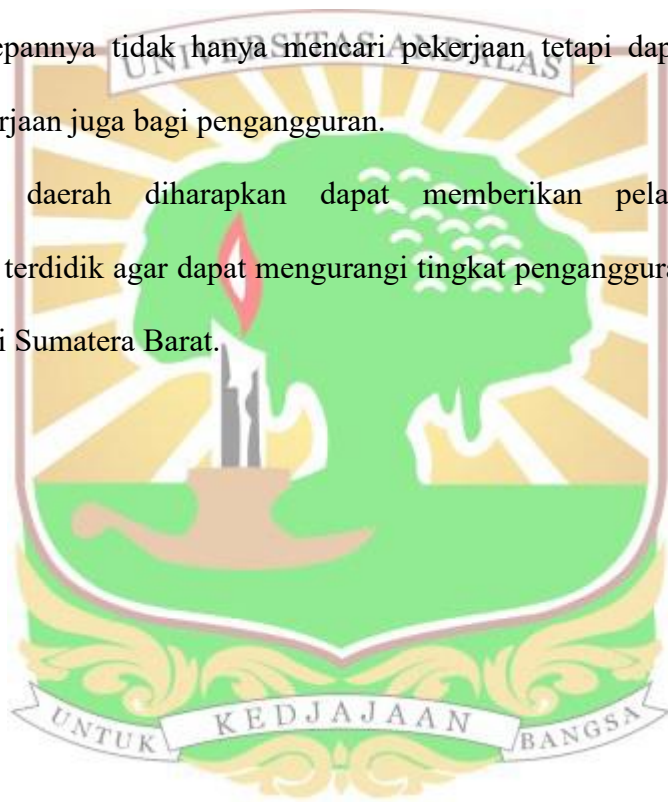 epannya tidak hanya mencari pekerjaan tetapi dap
UNIVERSITAS ANDALAS
rjaan juga bagi pengangguran.
daerah diharapkan dapat memberikan pela
terdidik agar dapat mengurangi tingkat penganggura
i Sumatera Barat.
UNTUK KEDJAJAAN BANGSA